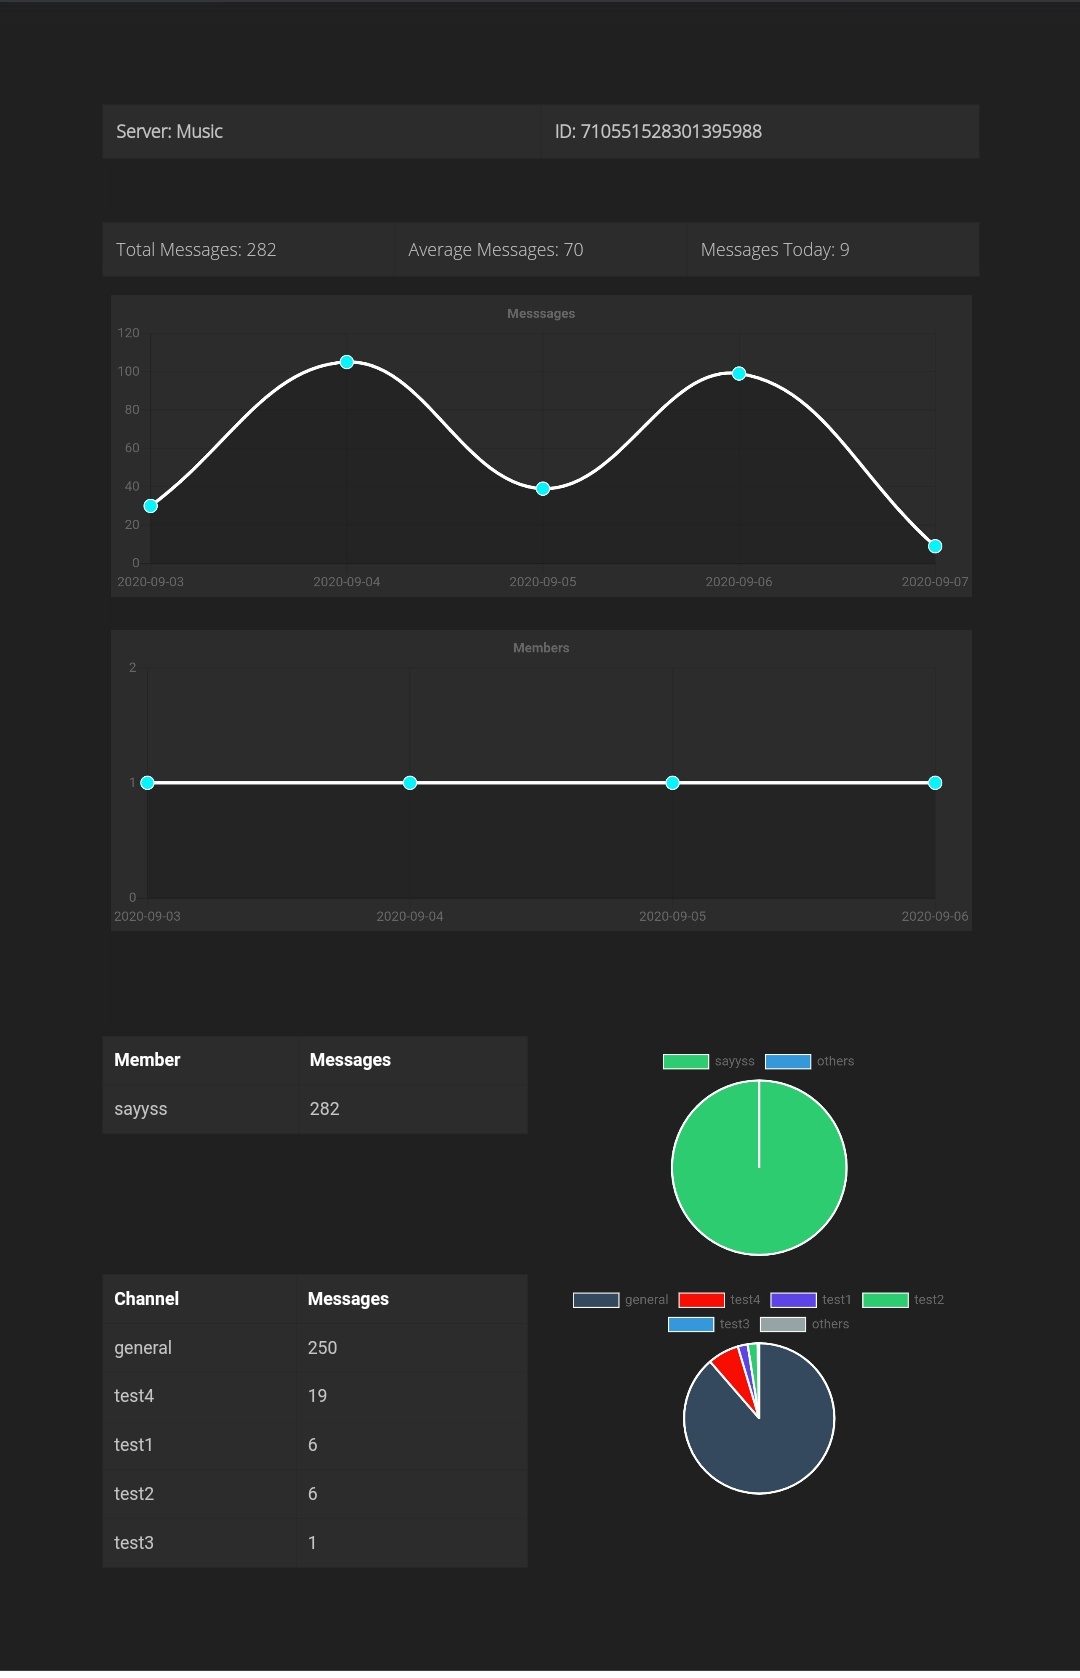 Server: Music ID: 710551528301395988
Total Messages: 282 Average Messages: 70 Messages Today: 9
Messsages
120
100
80
60
40
20
0
2020-09-03 2020-09-04 2020-09-05 2020-09-06 2020-09-07
Members
2
1
0
2020-09-03 2020-09-04 2020-09-05 2020-09-06
Member Messages
sayyss 282
sayyss others
Channel Messages
general 250
test4 19
test1 6
test2 6
test3 1
general test4 test1 test2
test3 others